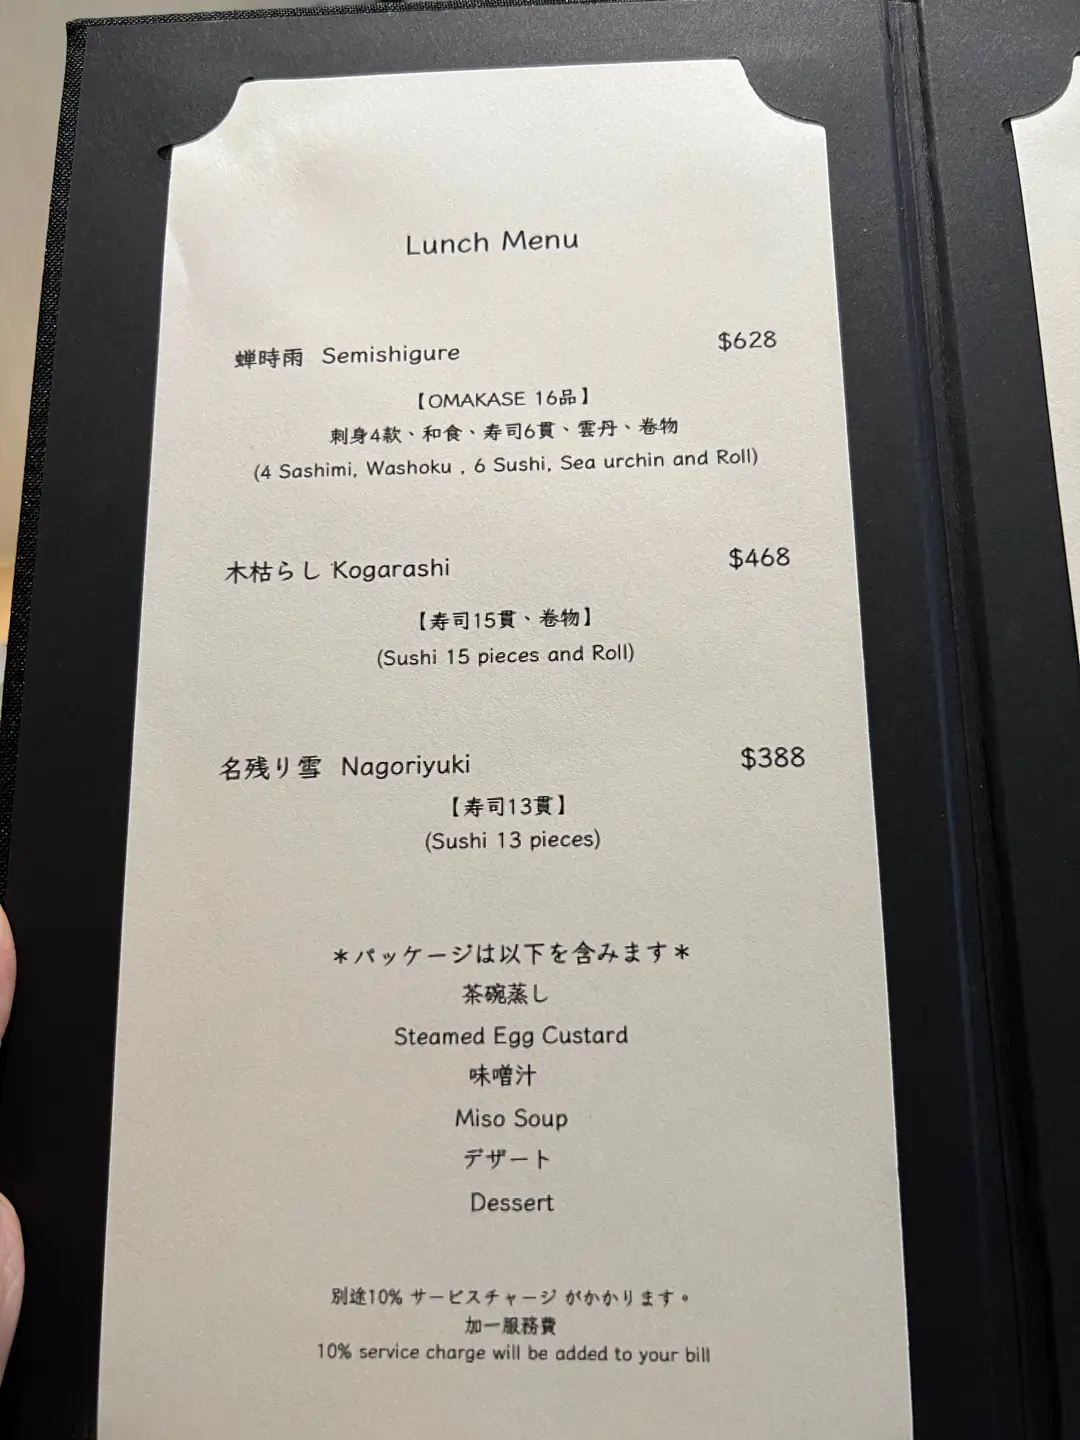 Lunch Menu
蝉時雨 Semishigure $628
【OMAKASE 16品】
刺身4款、和食、寿司6貫、雲丹、巻物
(4 Sashimi, Washoku , 6 Sushi, Sea urchin and Roll)
木枯らし Kogarashi $468
【寿司15貫、巻物】
(Sushi 15 pieces and Roll)
名残り雪 Nagoriyuki $388
【寿司13貫】
(Sushi 13 pieces)
＊パッケージは以下を含みます＊
茶碗蒸し
Steamed Egg Custard
味噌汁
Miso Soup
デザート
Dessert
別途10% サービスチャージ がかかります。
加一服務費
10% service charge will be added to your bill